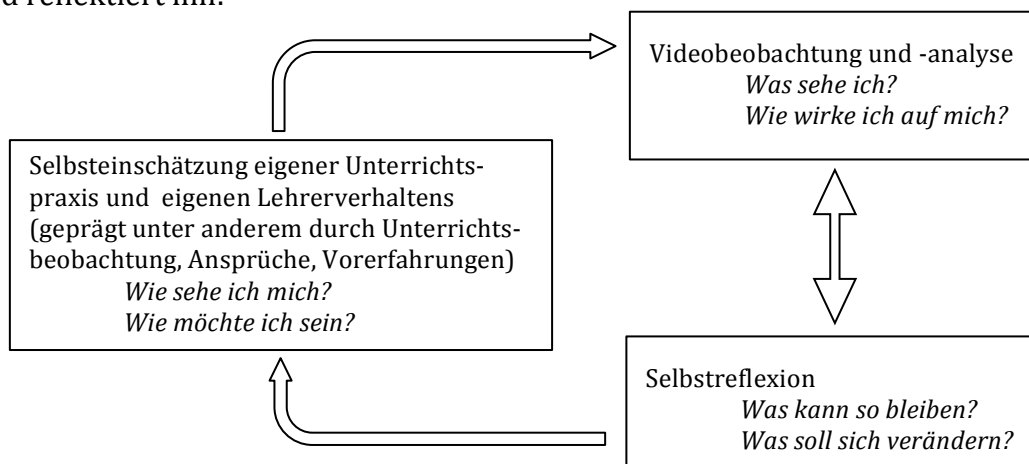 Videobeobachtung und -analyse
Was sehe ich?
Wie wirke ich auf mich?
Selbsteinschätzung eigener Unterrichts-
praxis und eigenen Lehrerverhaltens
(geprägt unter anderem durch Unterrichts-
beobachtung, Ansprüche, Vorerfahrungen)
Wie sehe ich mich?
Wie möchte ich sein?
Selbstreflexion
Was kann so bleiben?
Was soll sich verändern?